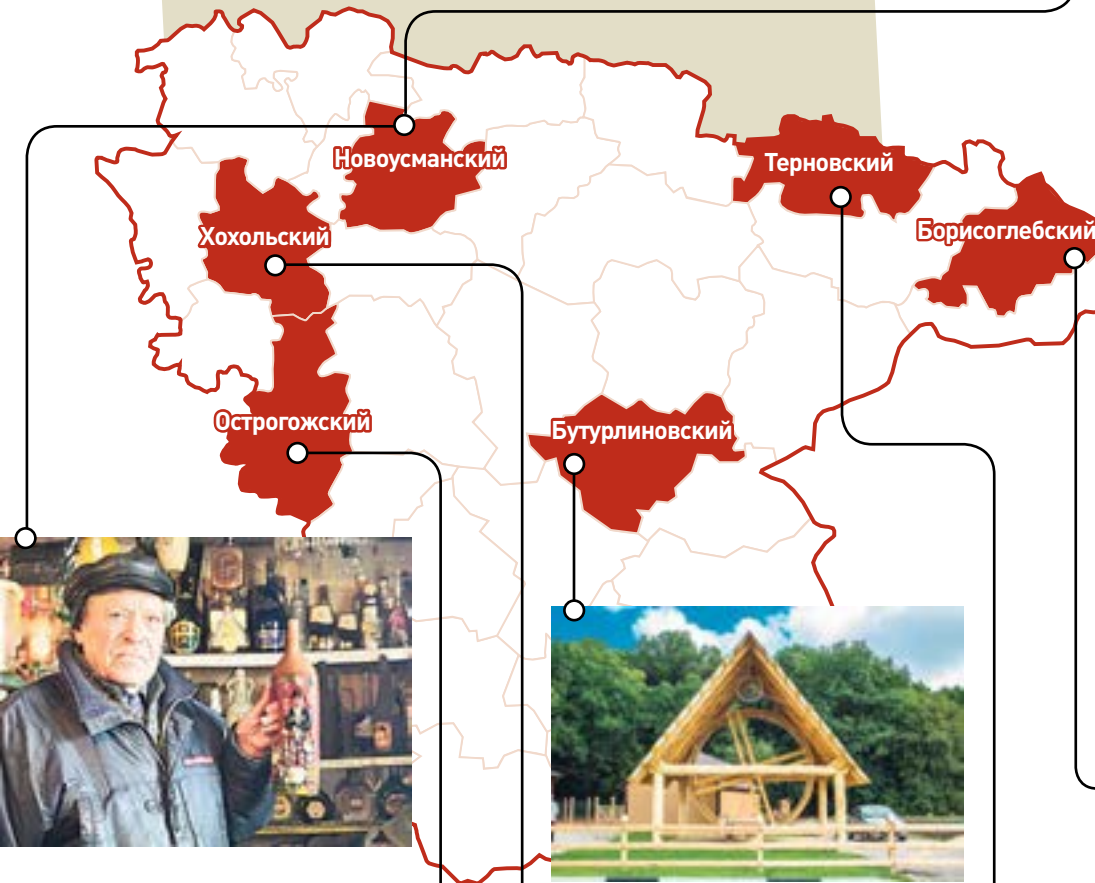 Новоусманский
Терновский
Хохольский
Борисоглебский
Острогожский
Бутурлиновский